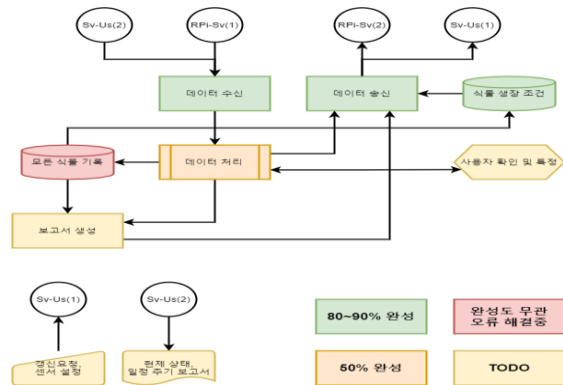 Sv-Us(2)
RPi-Sv(1)
RPi-Sv(2)
Sv-Us(1)
데이터 수신
데이터 송신
식물 생장 조건
모든 식물 기록
데이터 처리
사용자 확인 및 특정
보고서 생성
Sv-Us(1)
Sv-Us(2)
갱신요청,
센서 설정
현재 상태,
일정 주기 보고서
80~90% 완성
완성도 무관
오류 해결중
50% 완성
TODO